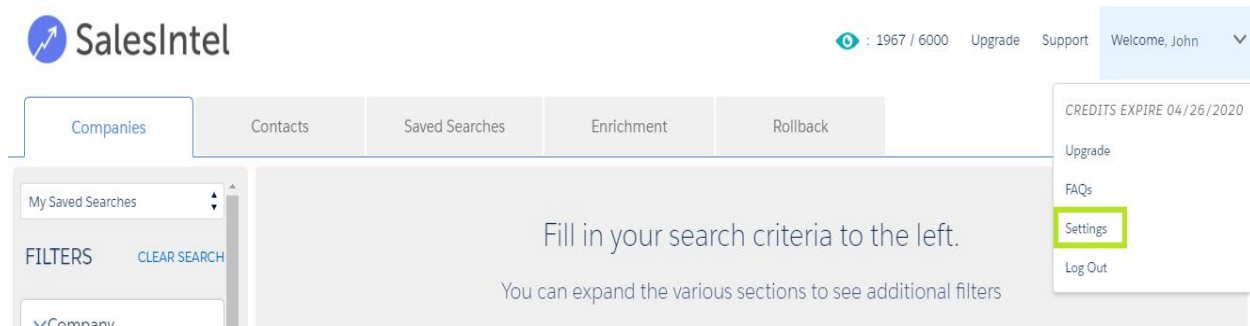 SalesIntel
: 1967 / 6000 Upgrade Support Welcome, John
CREDITS EXPIRE 04/26/2020
Upgrade
FAQs
Settings
Log Out
Companies Contacts Saved Searches Enrichment Rollback
My Saved Searches
FILTERS CLEAR SEARCH
Company
Fill in your search criteria to the left.
You can expand the various sections to see additional filters